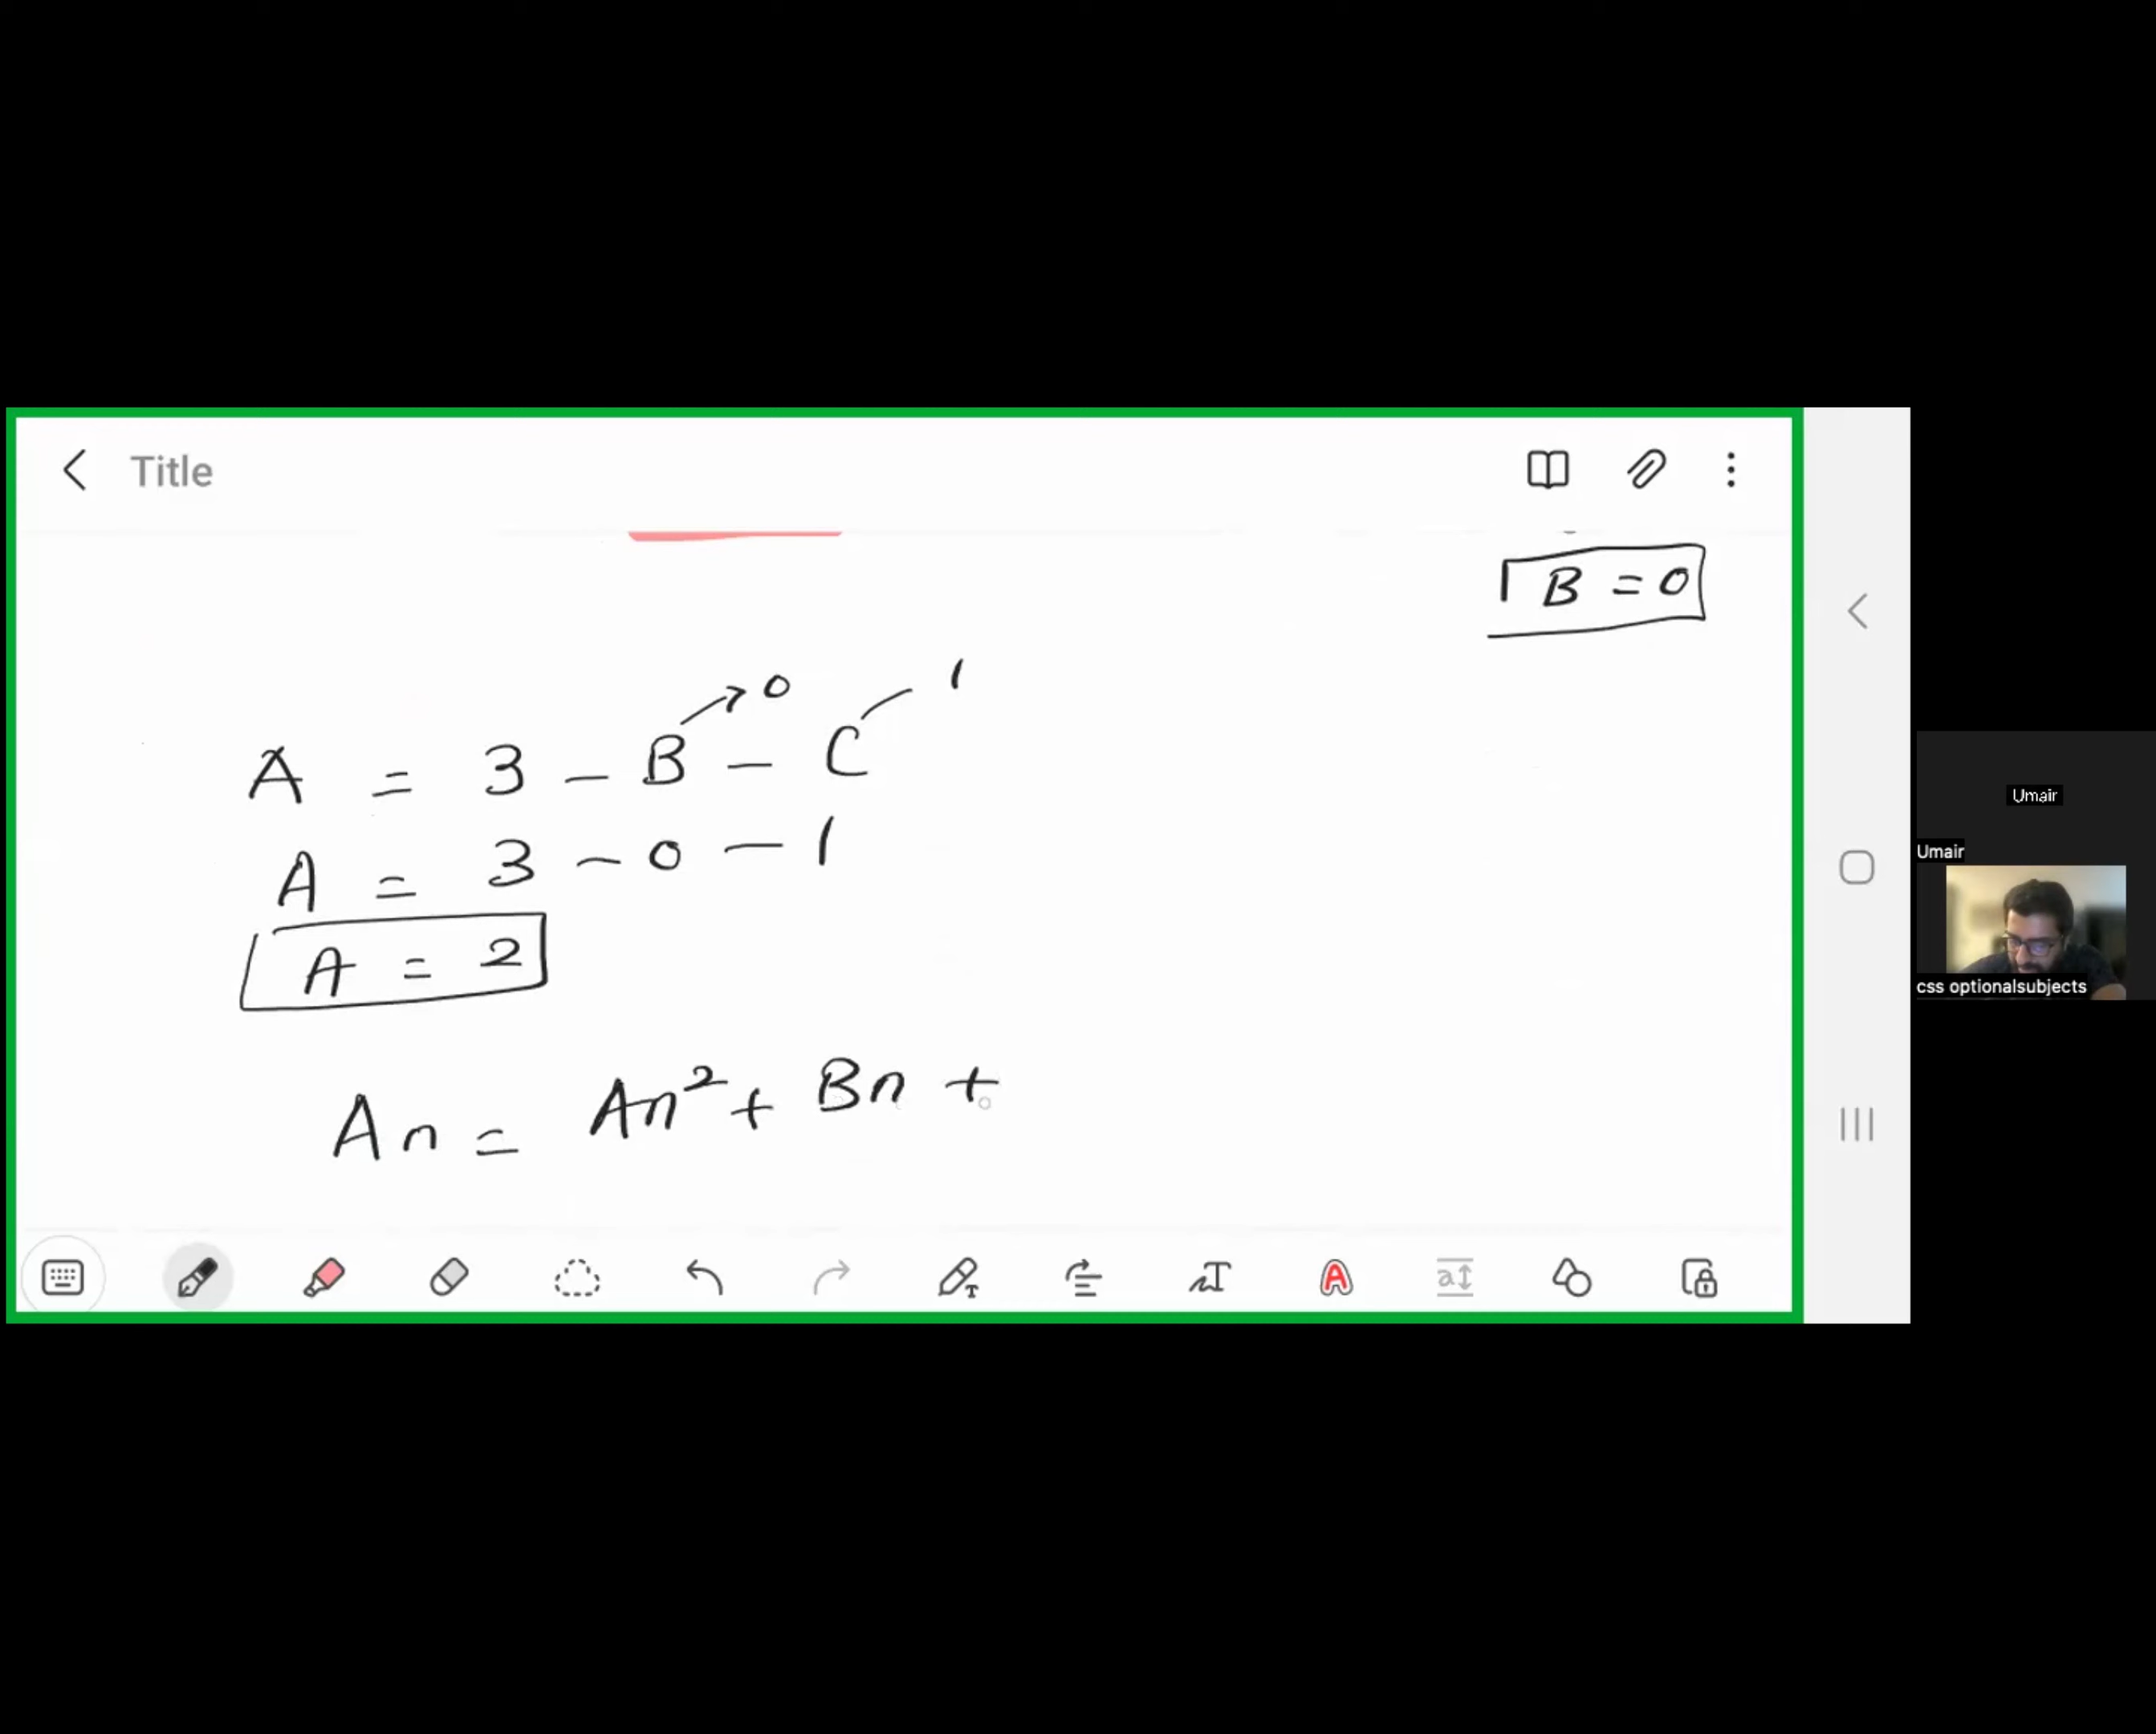 Title
B = 0
0 1
A = 3 - B - C
A = 3 - 0 - 1
A = 2
An = An² + Bn +
Umair
Umair
css optionalsubjects
T
T
A
a